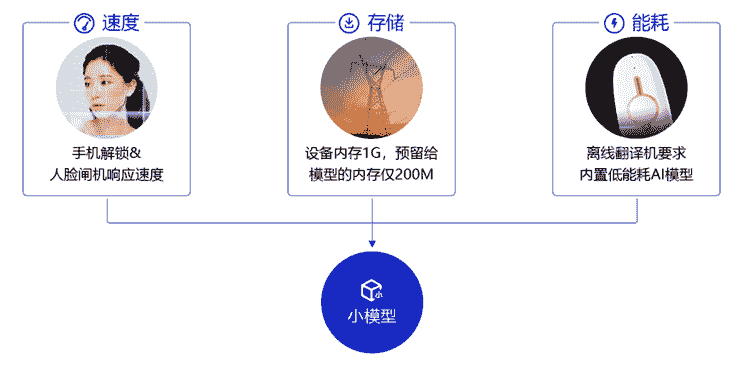 速度
手机解锁&
人脸闸机响应速度
存储
设备内存1G，预留给
模型的内存仅200M
能耗
离线翻译机要求
内置低能耗AI模型
小
小模型